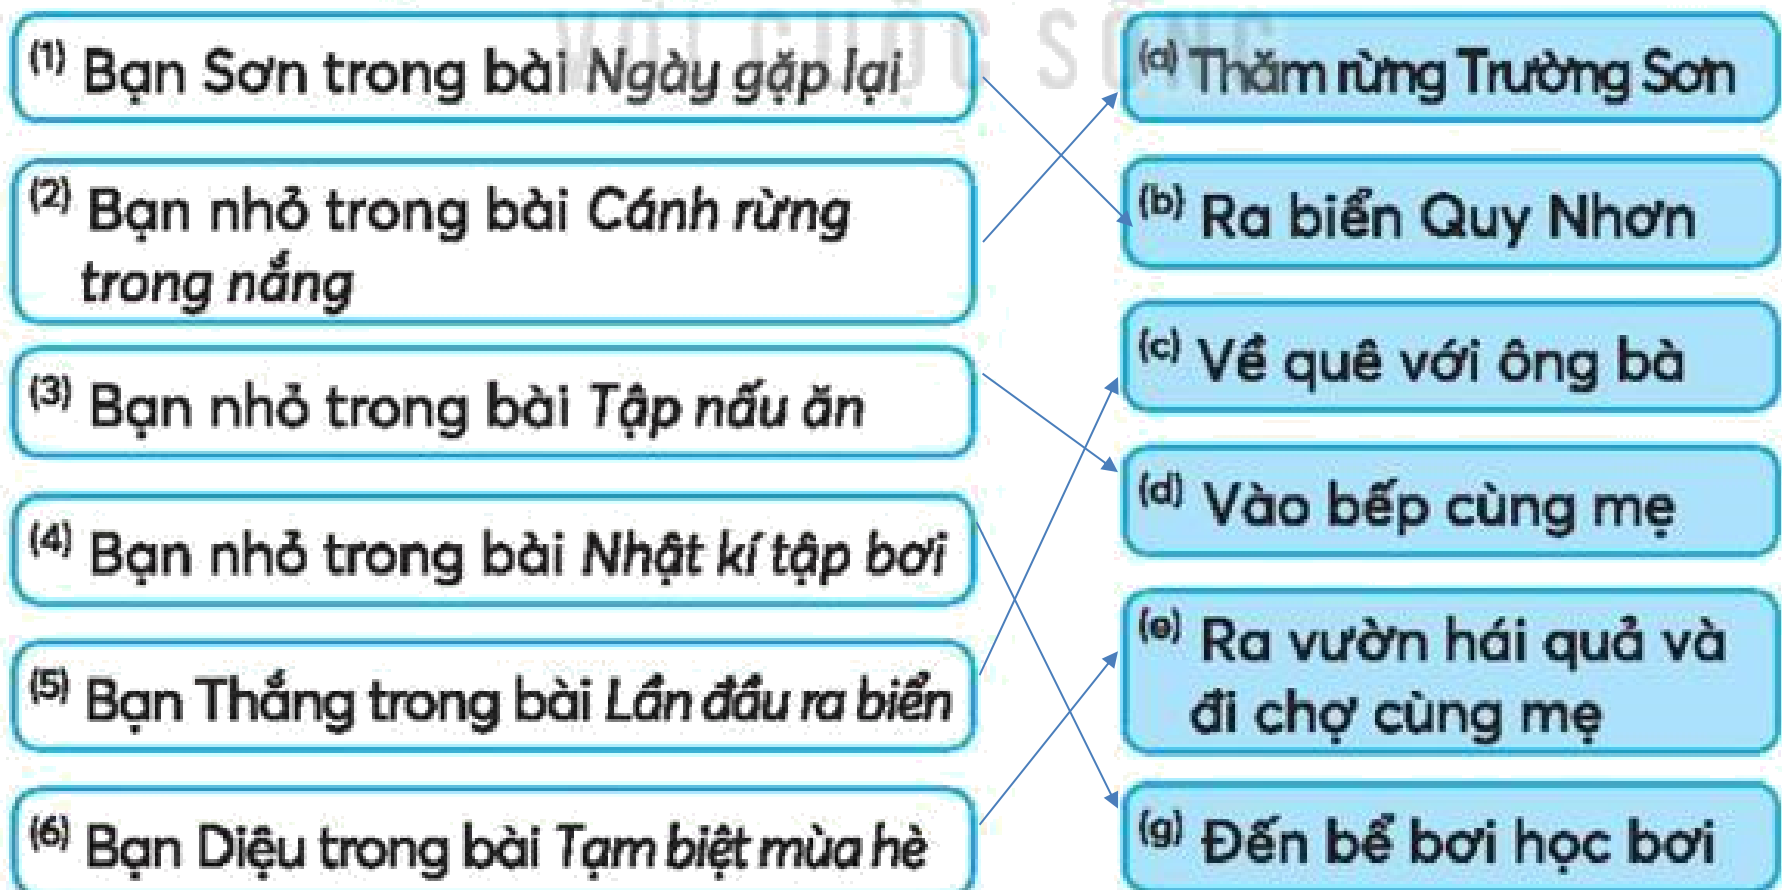 VỚI CUỘC SỐNG
(1) Bạn Sơn trong bài Ngày gặp lại
(2) Bạn nhỏ trong bài Cánh rừng
trong nắng
(3) Bạn nhỏ trong bài Tập nấu ăn
(4) Bạn nhỏ trong bài Nhật kí tập bơi
(5) Bạn Thắng trong bài Lần đầu ra biển
(6) Bạn Diệu trong bài Tạm biệt mùa hè
(a) Thăm rừng Trường Sơn
(b) Ra biển Quy Nhơn
(c) Về quê với ông bà
(d) Vào bếp cùng mẹ
(e) Ra vườn hái quả và
đi chợ cùng mẹ
(g) Đến bể bơi học bơi